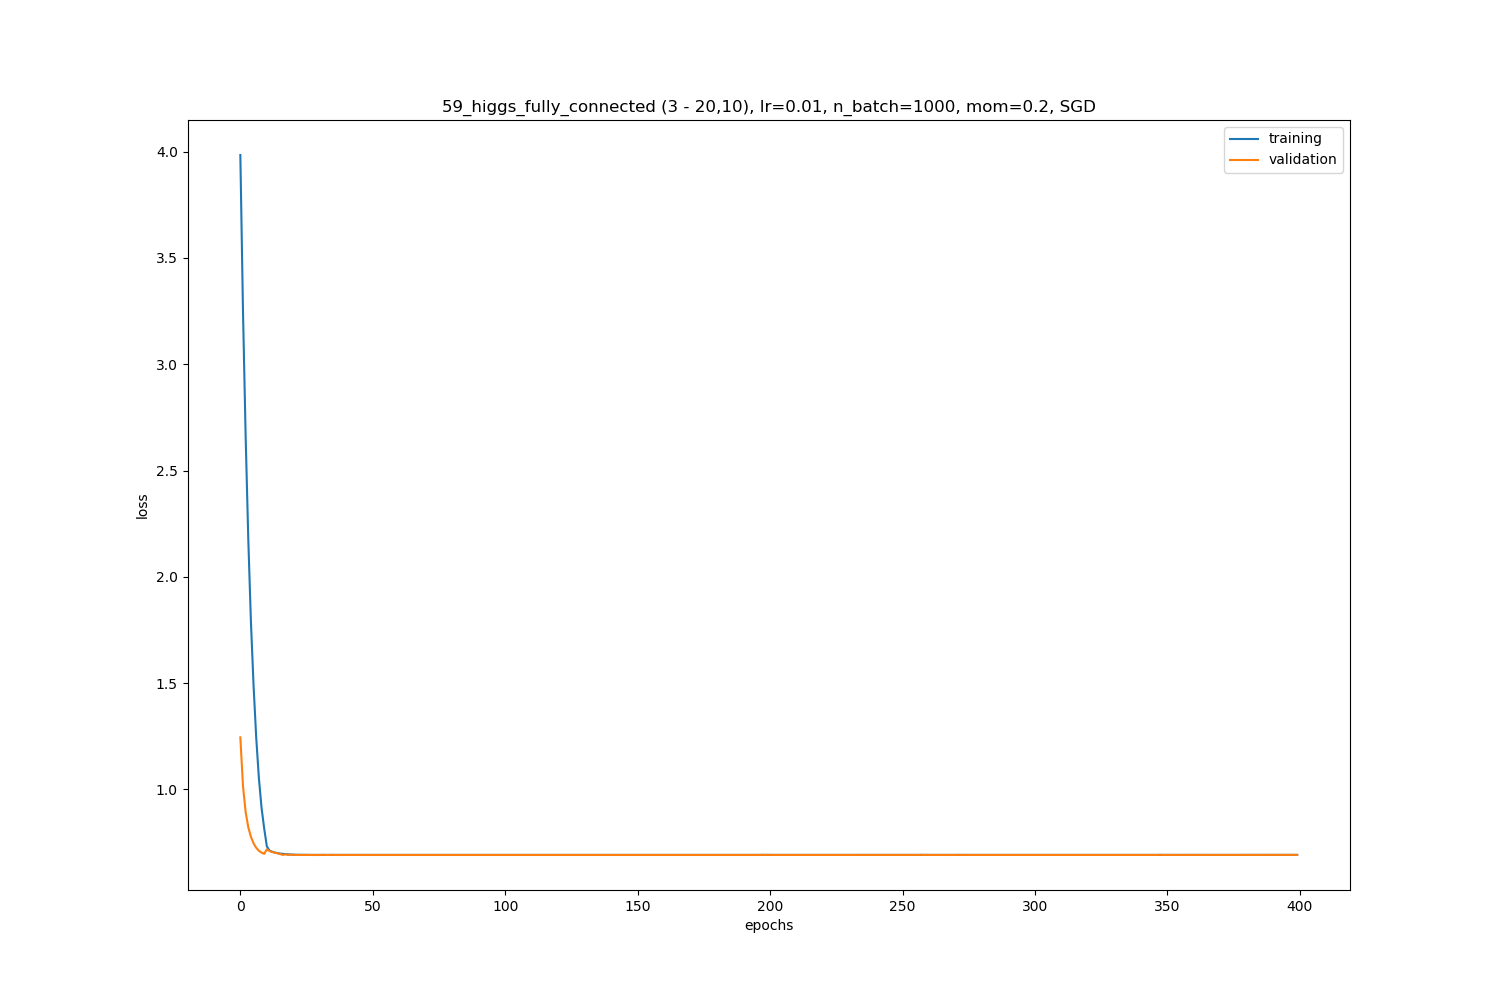 59_higgs_fully_connected (3 - 20,10), lr=0.01, n_batch=1000, mom=0.2, SGD
training
validation
4.0
3.5
3.0
2.5
2.0
1.5
1.0
loss
0 50 100 150 200 250 300 350 400
epochs